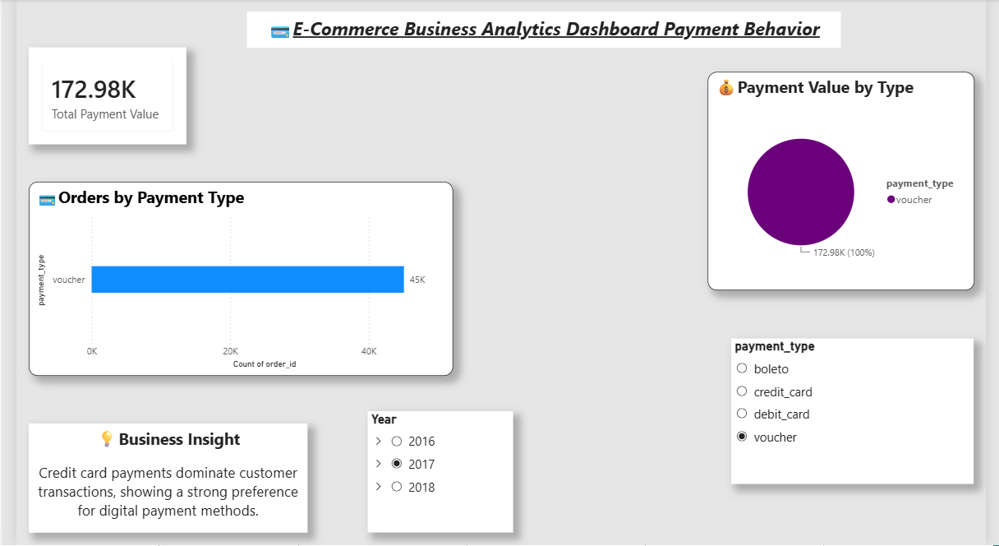 💳 E-Commerce Business Analytics Dashboard Payment Behavior
172.98K
Total Payment Value
💰 Payment Value by Type
payment_type
voucher
172.98K (100%)
💳 Orders by Payment Type
payment_type
voucher
45K
0K 20K 40K
Count of order_id
payment_type
boleto
credit_card
debit_card
voucher
💡 Business Insight
Credit card payments dominate customer
transactions, showing a strong preference
for digital payment methods.
Year
2016
2017
2018